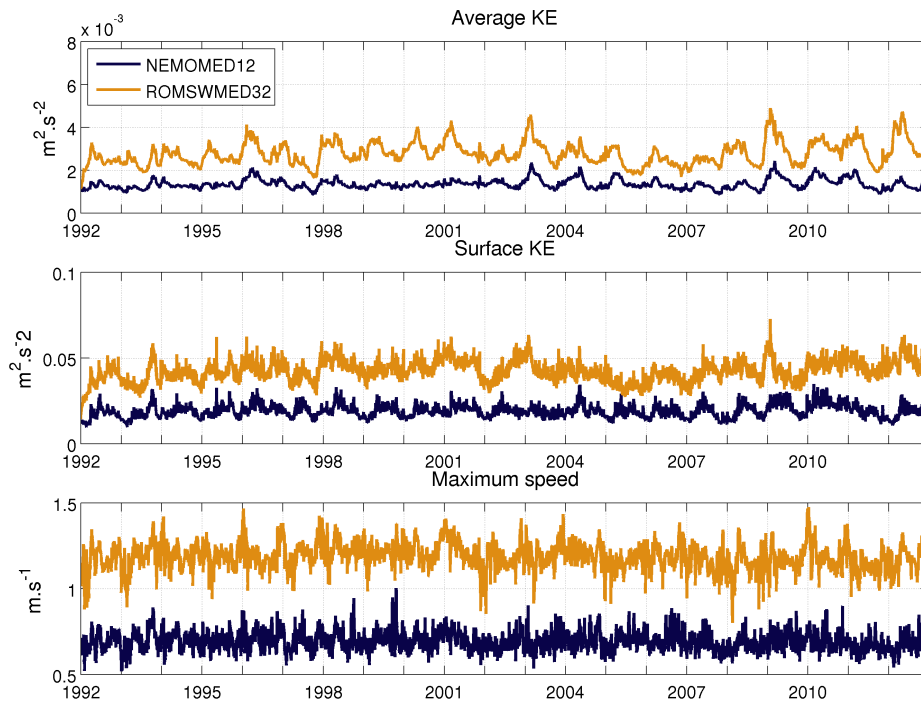 Average KE
x 10⁻³
8
6
4
2
0
m².s⁻²
NEMOMED12
ROMSWMED32
1992 1995 1998 2001 2004 2007 2010
Surface KE
0.1
0.05
0
m².s⁻2
1992 1995 1998 2001 2004 2007 2010
Maximum speed
1.5
1
0.5
m.s⁻¹
1992 1995 1998 2001 2004 2007 2010